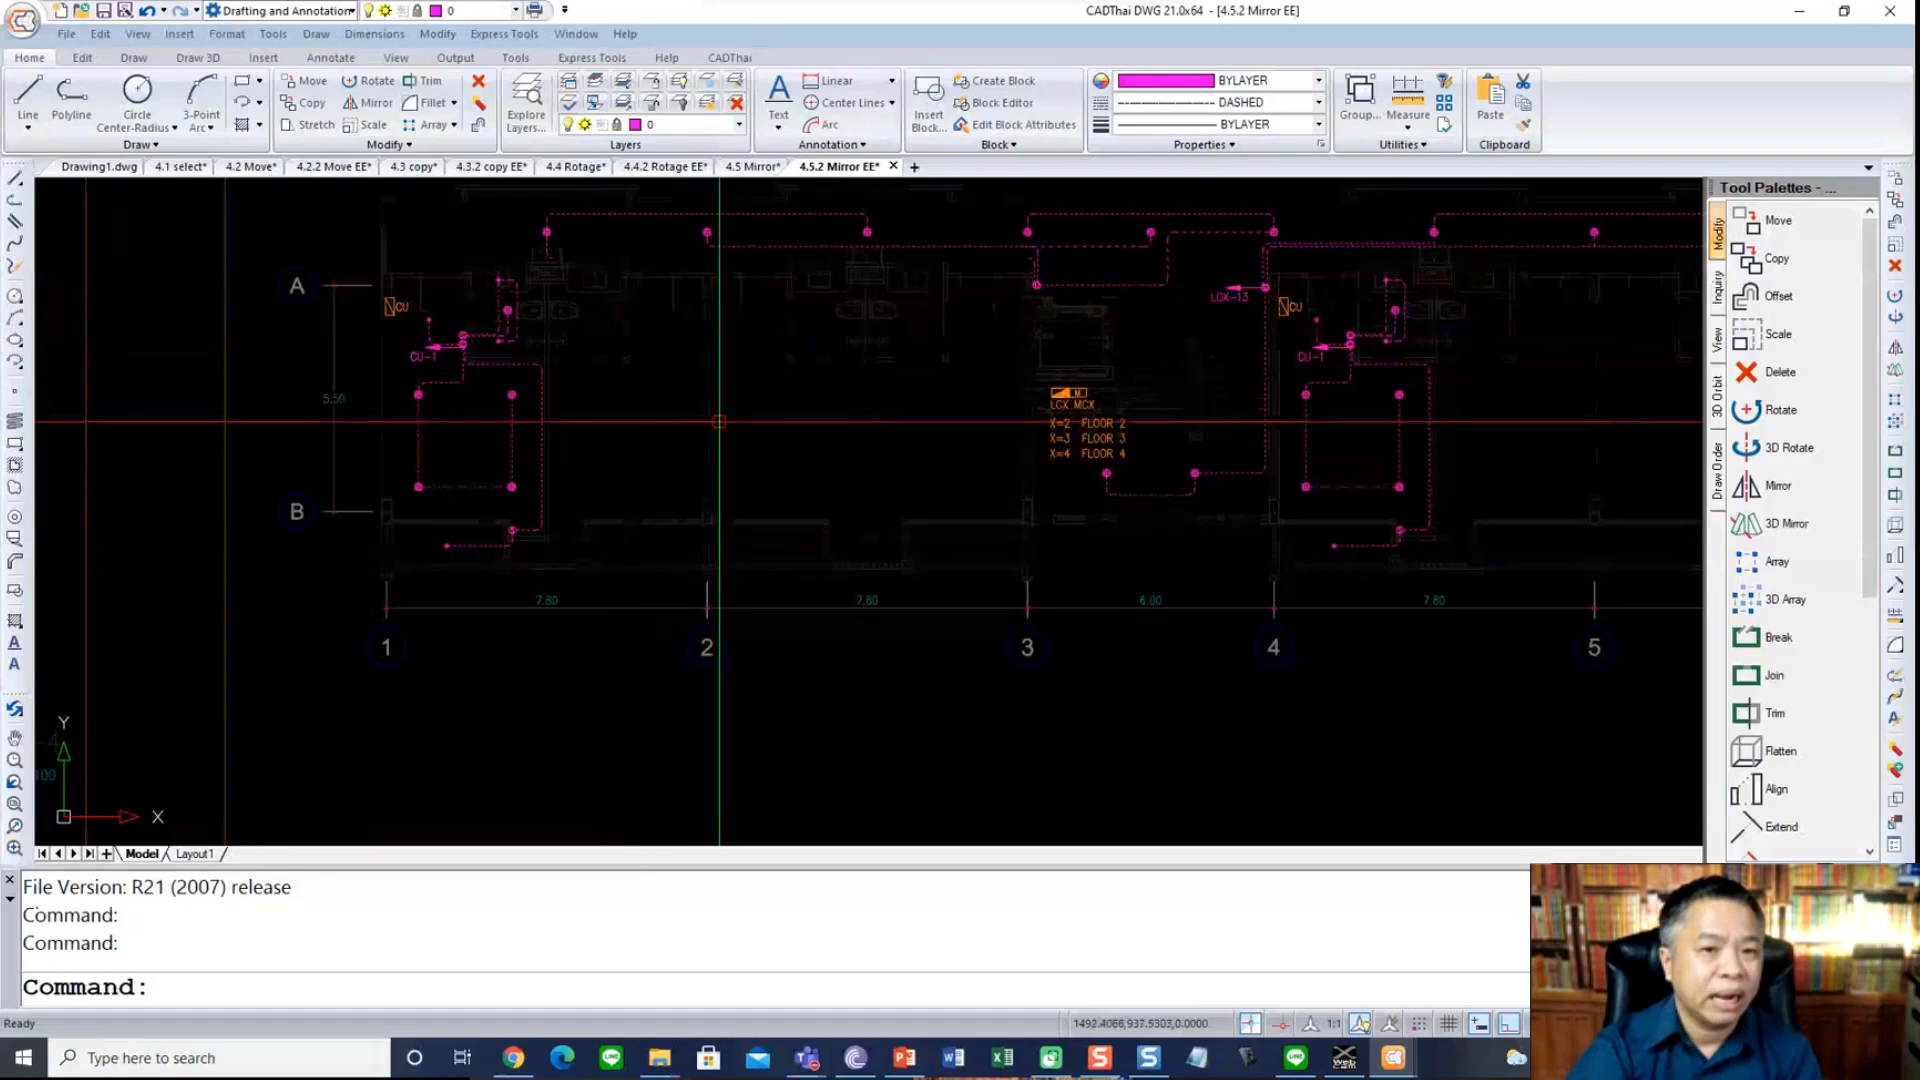 Drafting and Annotation
0
CADThai DWG 21.0x64 - [4.5.2 Mirror EE]
File Edit View Insert Format Tools Draw Dimensions Modify Express Tools Window Help
Home Edit Draw Draw 3D Insert Annotate View Output Tools Express Tools Help CADThai
Line
Polyline
Circle
Center-Radius
3-Point
Arc
Draw
Move Rotate Trim
Copy Mirror Fillet
Stretch Scale Array
Modify
Explore
Layers...
0
Layers
Text
Linear
Center Lines
Arc
Annotation
Insert
Block...
Create Block
Block Editor
Edit Block Attributes
Block
BYLAYER
DASHED
BYLAYER
Properties
Group...
Measure
Utilities
Paste
Clipboard
Drawing1.dwg 4.1 select* 4.2 Move* 4.2.2 Move EE* 4.3 copy* 4.3.2 copy EE* 4.4 Rotage* 4.4.2 Rotage EE* 4.5 Mirror* 4.5.2 Mirror EE*
Tool Palettes - ...
Modify
Inquiry
View
3D Orbit
Draw Order
Move
Copy
Offset
Scale
Delete
Rotate
3D Rotate
Mirror
3D Mirror
Array
3D Array
Break
Join
Trim
Flatten
Align
Extend
A
CU
CU-1
5.50
B
LCX-13
CU
CU-1
M
LCX MCX
X=2 FLOOR 2
X=3 FLOOR 3
X=4 FLOOR 4
7.80 7.80 6.00 7.80
1 2 3 4 5
Y
100
X
Model Layout1
File Version: R21 (2007) release
Command:
Command:
Command:
Ready
1492.4066,937.5303,0.0000
1:1
Type here to search